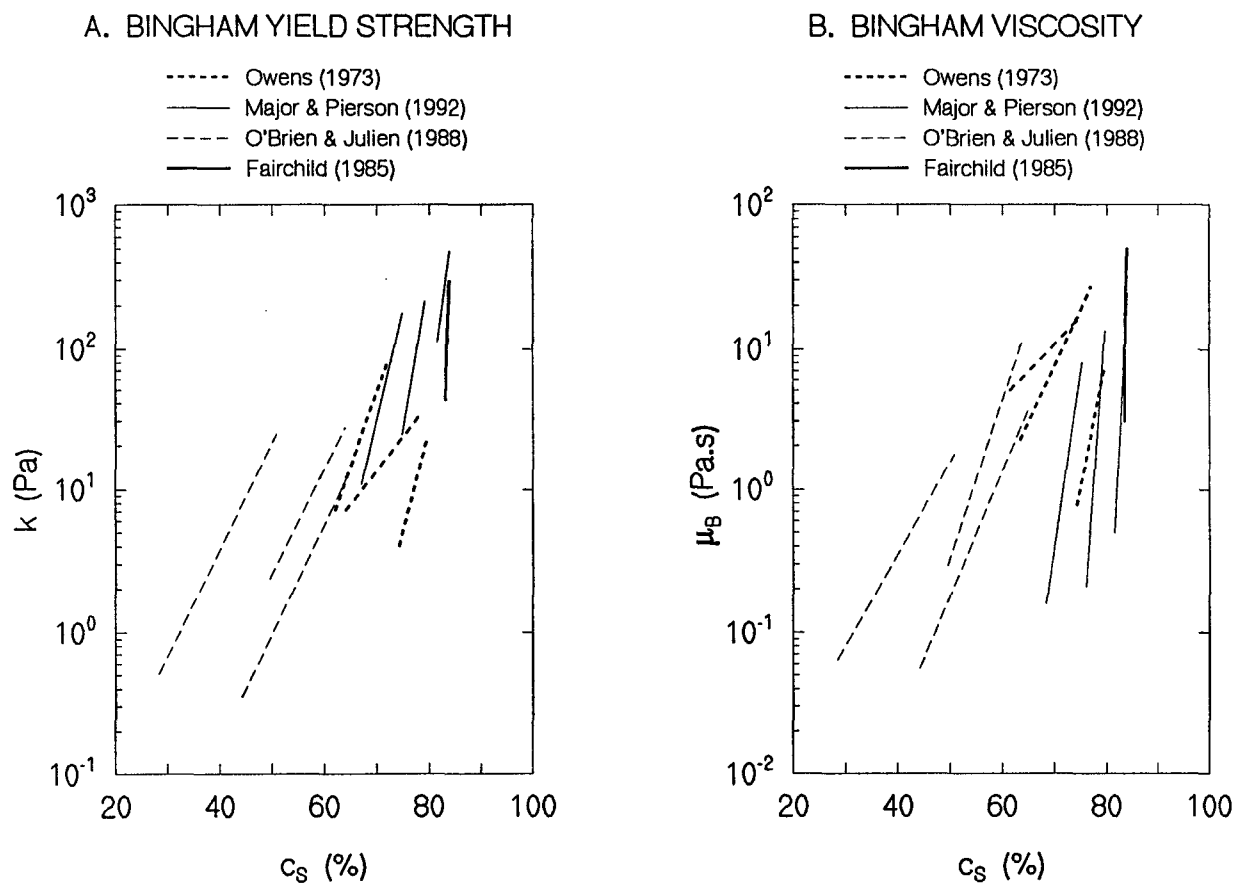 A. BINGHAM YIELD STRENGTH
Owens (1973)
Major & Pierson (1992)
O'Brien & Julien (1988)
Fairchild (1985)
10³
10²
10¹
10⁰
10⁻¹
k (Pa)
20 40 60 80 100
cₛ (%)
B. BINGHAM VISCOSITY
Owens (1973)
Major & Pierson (1992)
O'Brien & Julien (1988)
Fairchild (1985)
10²
10¹
10⁰
10⁻¹
10⁻²
μB (Pa.s)
20 40 60 80 100
cₛ (%)